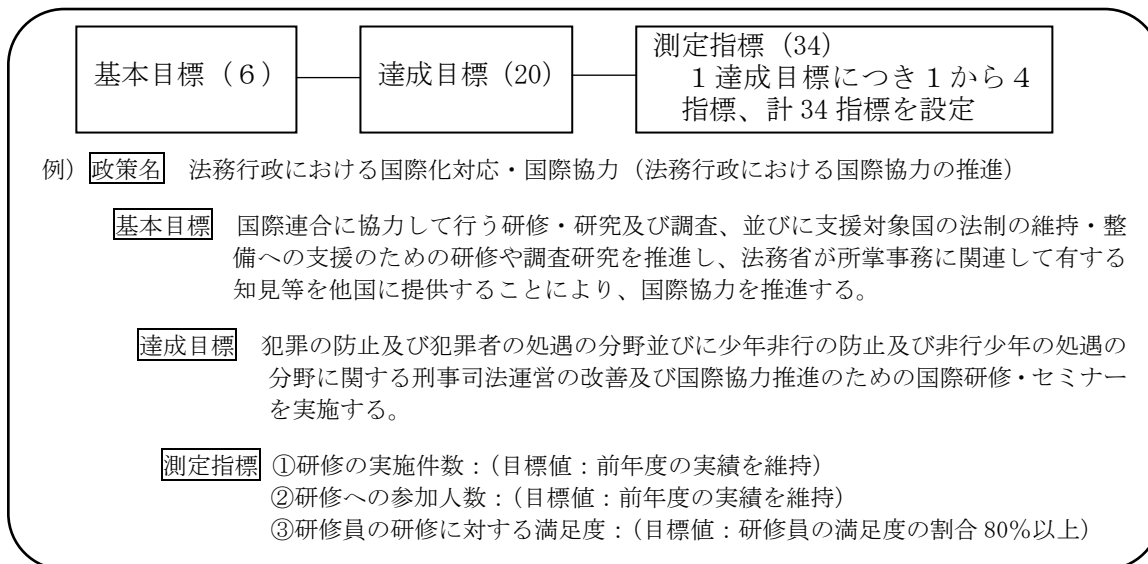 基本目標（6）
達成目標（20）
測定指標（34）
１達成目標につき１から４
指標、計 34 指標を設定
例）政策名　法務行政における国際化対応・国際協力（法務行政における国際協力の推進）
基本目標　国際連合に協力して行う研修・研究及び調査、並びに支援対象国の法制の維持・整
備への支援のための研修や調査研究を推進し、法務省が所掌事務に関連して有する
知見等を他国に提供することにより、国際協力を推進する。
達成目標　犯罪の防止及び犯罪者の処遇の分野並びに少年非行の防止及び非行少年の処遇の
分野に関する刑事司法運営の改善及び国際協力推進のための国際研修・セミナー
を実施する。
測定指標　①研修の実施件数：（目標値：前年度の実績を維持）
②研修への参加人数：（目標値：前年度の実績を維持）
③研修員の研修に対する満足度：（目標値：研修員の満足度の割合 80％以上）